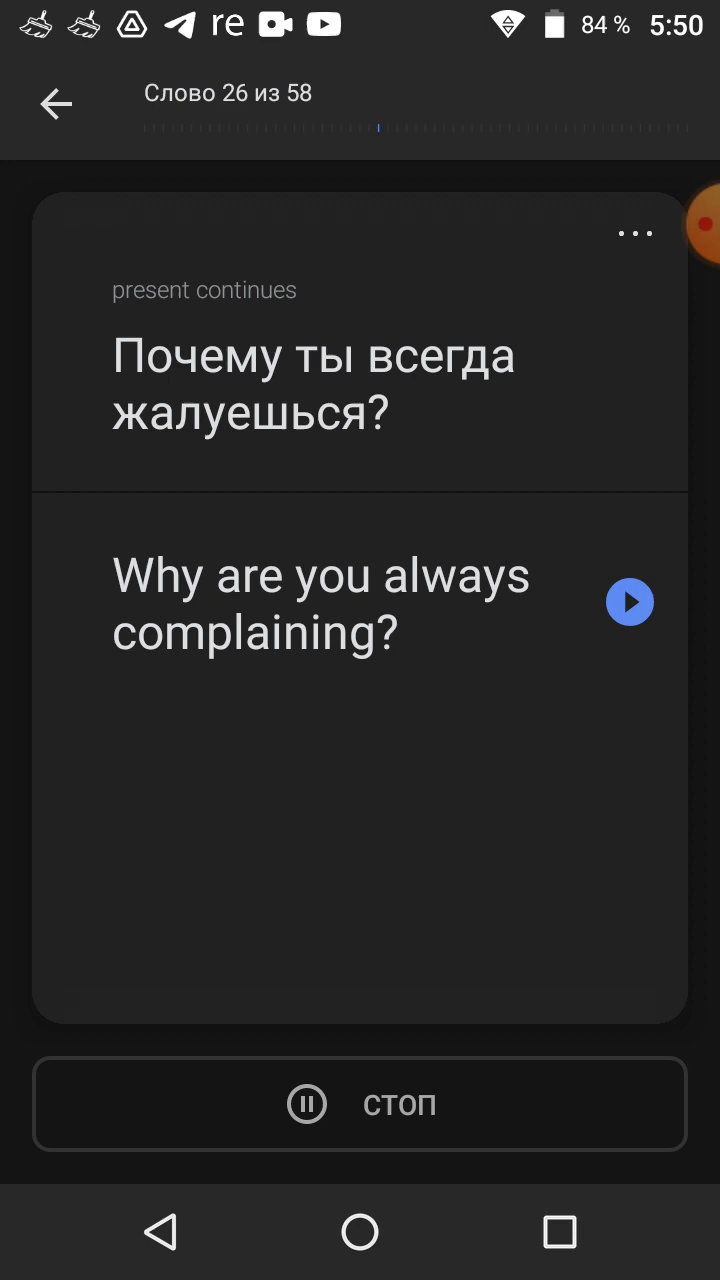 re 84 % 5:50
Слово 26 из 58
present continues
Почему ты всегда
жалуешься?
Why are you always
complaining?
СТОП